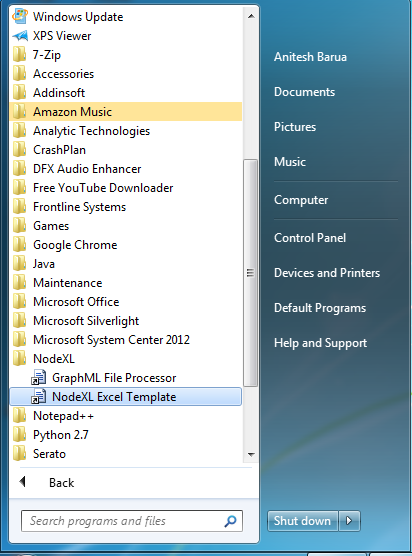 Windows Update
XPS Viewer
7-Zip
Accessories
Addinsoft
Amazon Music
Analytic Technologies
CrashPlan
DFX Audio Enhancer
Free YouTube Downloader
Frontline Systems
Games
Google Chrome
Java
Maintenance
Microsoft Office
Microsoft Silverlight
Microsoft System Center 2012
NodeXL
GraphML File Processor
NodeXL Excel Template
Notepad++
Python 2.7
Serato
Back
Search programs and files
Anitesh Barua
Documents
Pictures
Music
Computer
Control Panel
Devices and Printers
Default Programs
Help and Support
Shut down